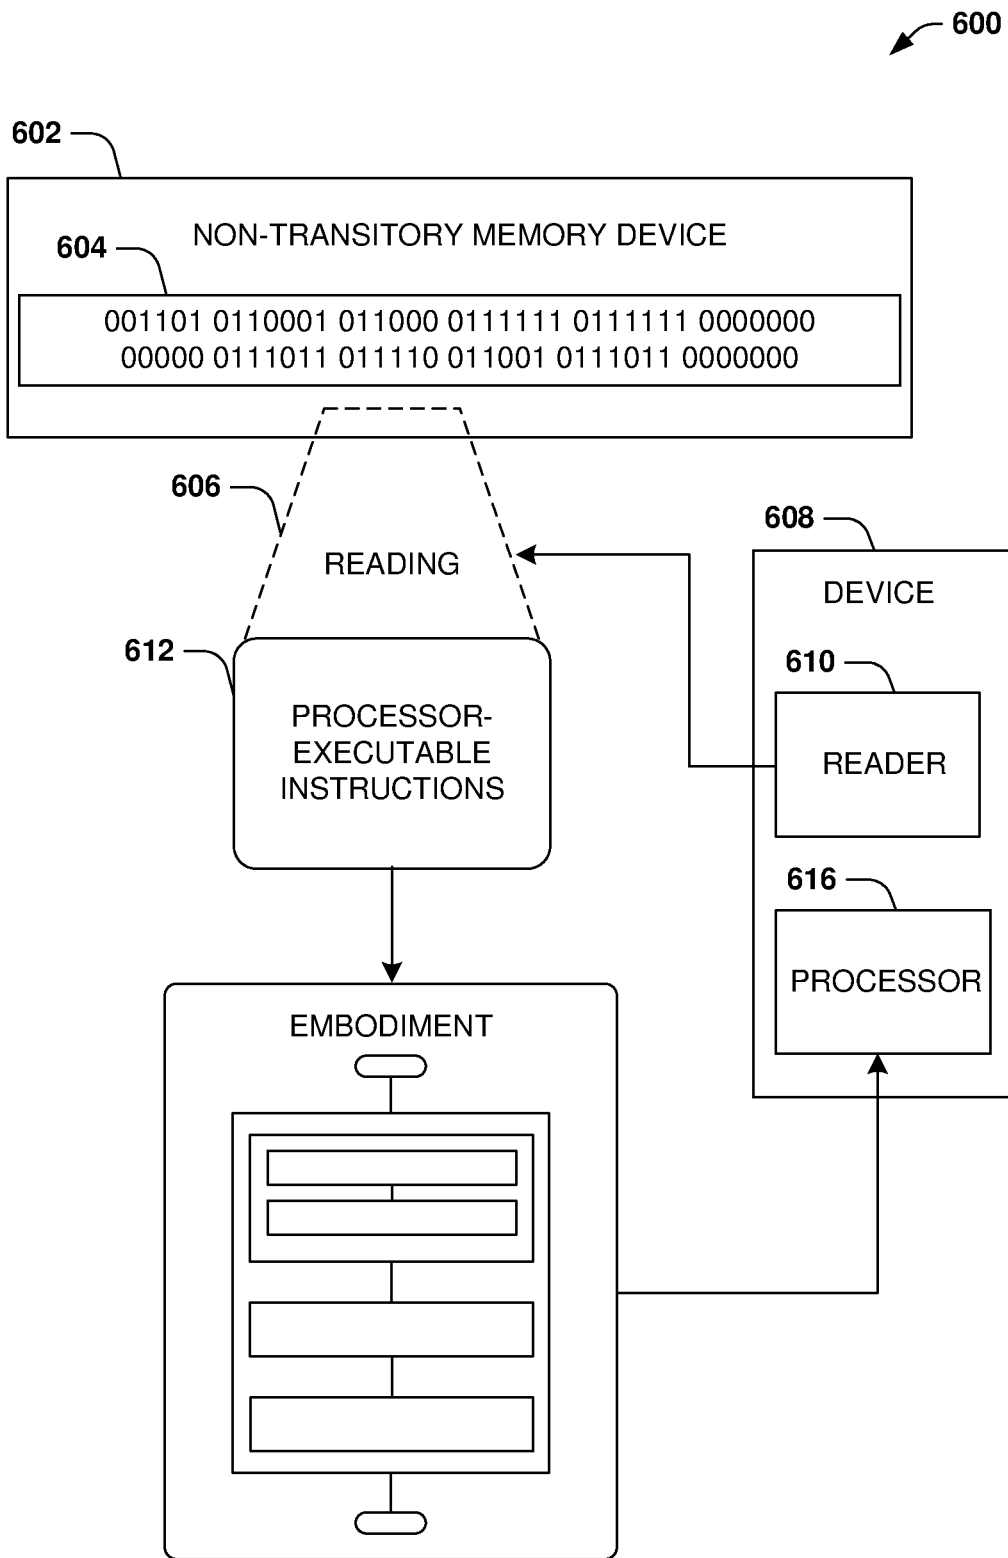 600
602
NON-TRANSITORY MEMORY DEVICE
604
001101 0110001 011000 0111111 0111111 0000000
00000 0111011 011110 011001 0111011 0000000
606
READING
608
DEVICE
612
PROCESSOR-
EXECUTABLE
INSTRUCTIONS
610
READER
616
PROCESSOR
EMBODIMENT